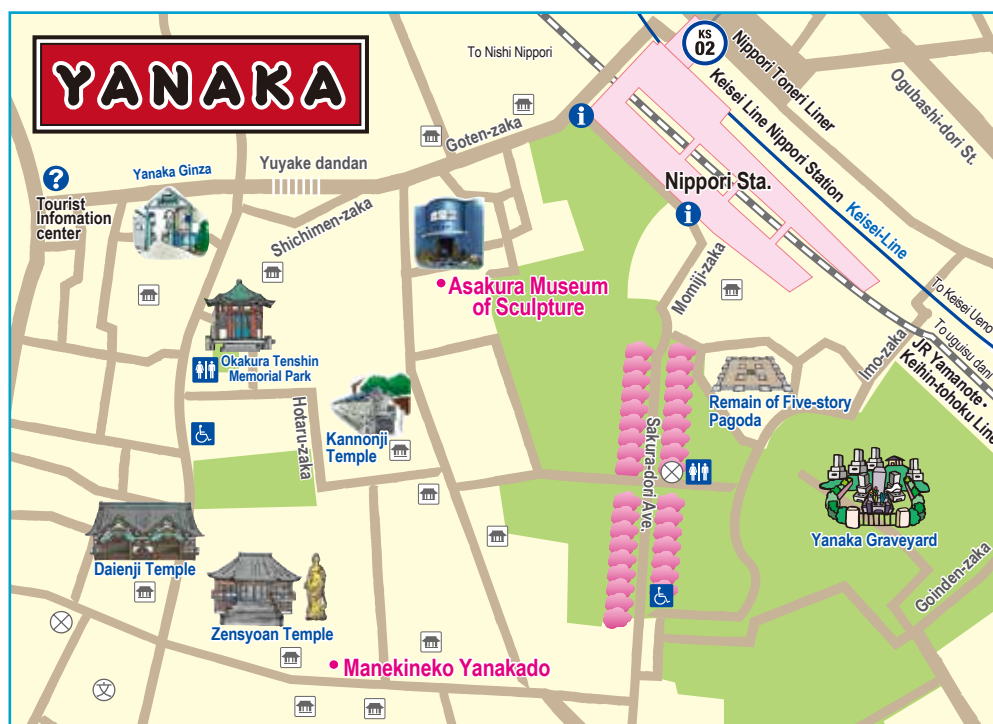 YANAKA
To Nishi Nippori
KS
02
Nippori Toneri Liner
Ogubashi-dori St.
Keisei Line Nippori Station
Keisei-Line
Goten-zaka
i
?
Tourist
Infomation
center
Yanaka Ginza
Yuyake dandan
Nippori Sta.
i
Shichimen-zaka
Asakura Museum
of Sculpture
Momiji-zaka
To Keisei Ueno
To uguisu dani
JR Yamanote •
Keihin-tohoku Line
Imo-zaka
Okakura Tenshin
Memorial Park
Hotaru-zaka
Kannonji
Temple
Remain of Five-story
Pagoda
Sakura-dori Ave.
Yanaka Graveyard
Daienji Temple
Goinden-zaka
Zensyoan Temple
Manekineko Yanakado
文